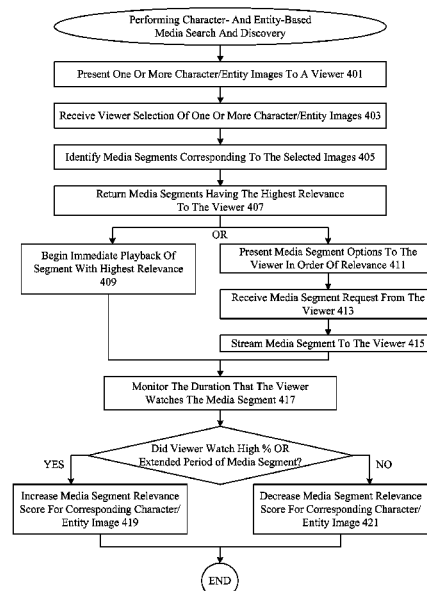 Performing Character- And Entity-Based
Media Search And Discovery
Present One Or More Character/Entity Images To A Viewer 401
Receive Viewer Selection Of One Or More Character/Entity Images 403
Identify Media Segments Corresponding To The Selected Images 405
Return Media Segments Having The Highest Relevance
To The Viewer 407
OR
Begin Immediate Playback Of
Segment With Highest Relevance
409
Present Media Segment Options To The
Viewer In Order Of Relevance 411
Receive Media Segment Request From The
Viewer 413
Stream Media Segment To The Viewer 415
Monitor The Duration That The Viewer
Watches The Media Segment 417
Did Viewer Watch High % OR
Extended Period of Media Segment?
YES
NO
Increase Media Segment Relevance
Score For Corresponding Character/
Entity Image 419
Decrease Media Segment Relevance
Score For Corresponding Character/
Entity Image 421
END